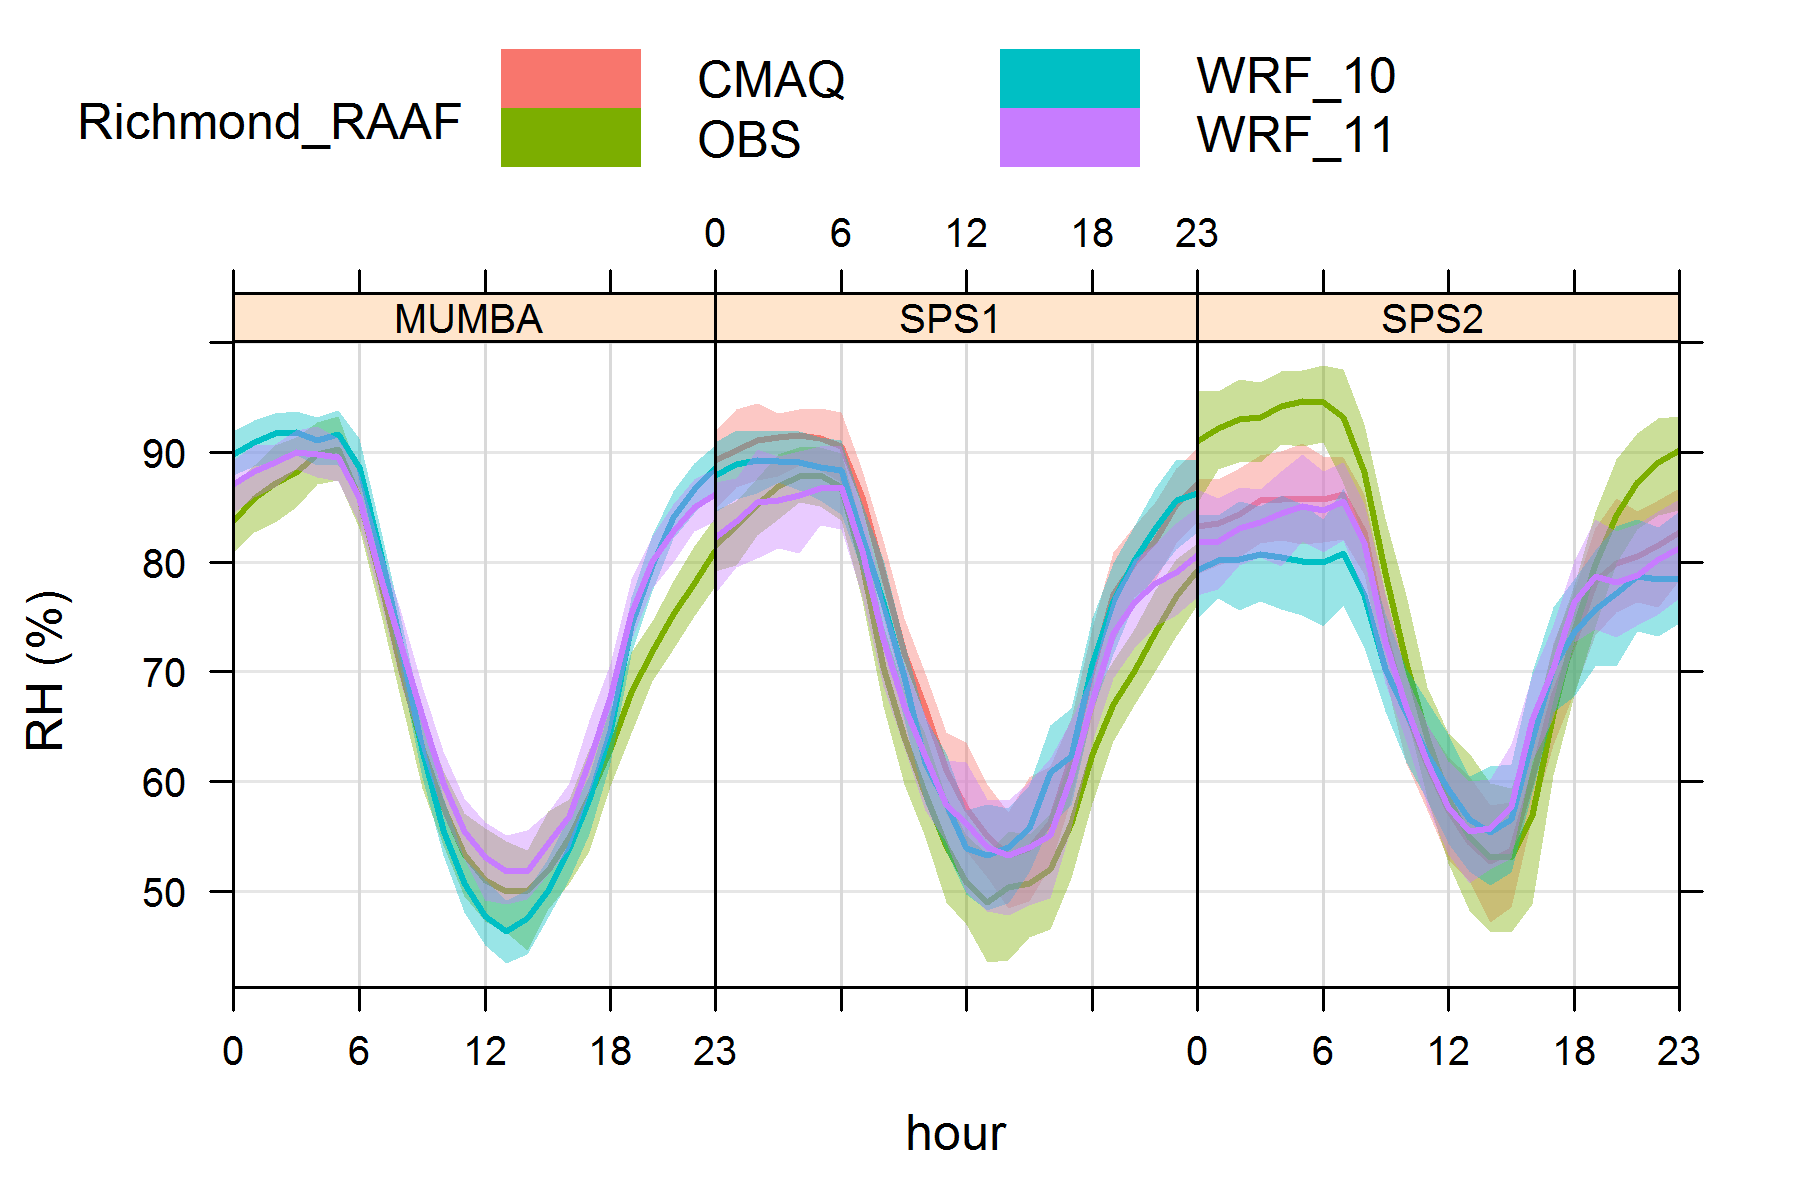 Richmond_RAAF
CMAQ
OBS
WRF_10
WRF_11
0 6 12 18 23
MUMBA SPS1 SPS2
90
80
70
60
50
RH (%)
0 6 12 18 23 0 6 12 18 23
hour